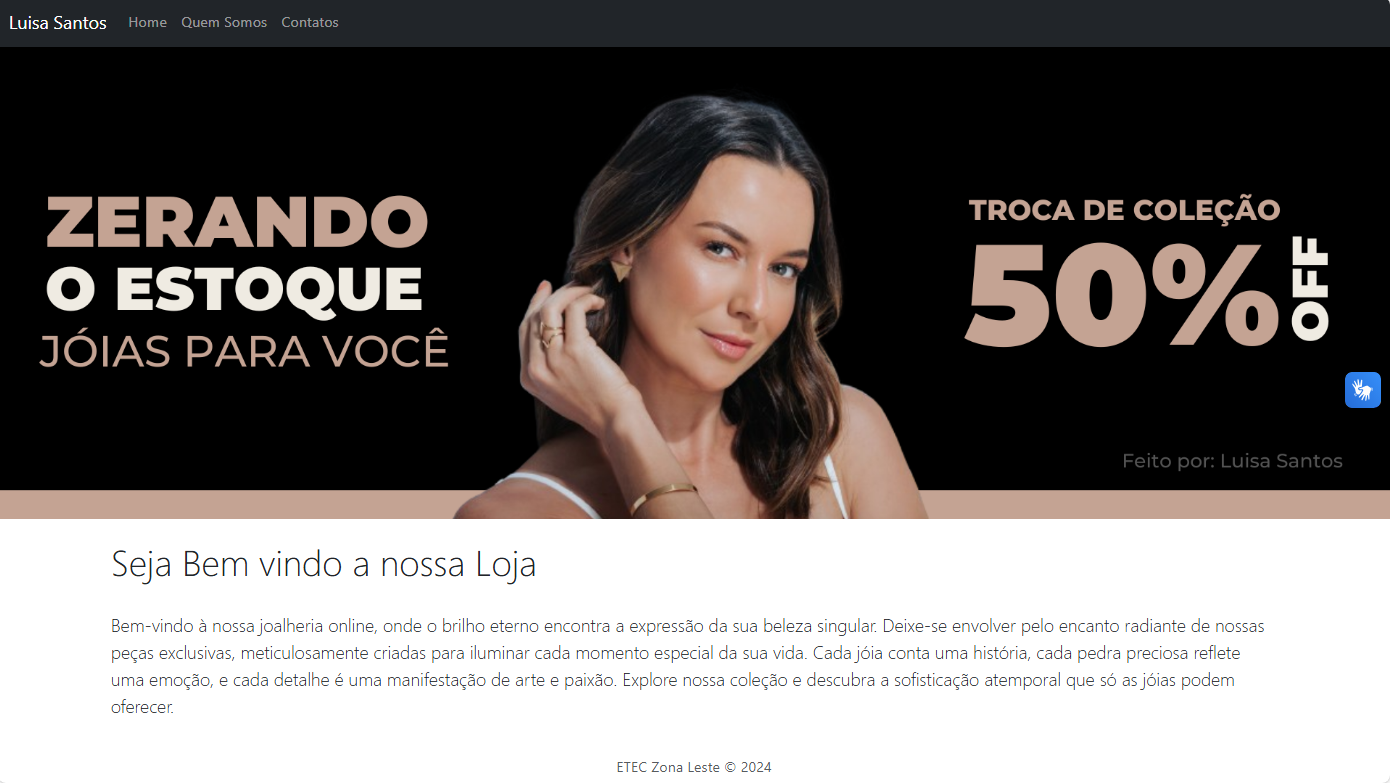 Luisa Santos Home Quem Somos Contatos
ZERANDO
O ESTOQUE
JÓIAS PARA VOCÊ
TROCA DE COLEÇÃO
50% OFF
Feito por: Luisa Santos
Seja Bem vindo a nossa Loja
Bem-vindo à nossa joalheria online, onde o brilho eterno encontra a expressão da sua beleza singular. Deixe-se envolver pelo encanto radiante de nossas
peças exclusivas, meticulosamente criadas para iluminar cada momento especial da sua vida. Cada jóia conta uma história, cada pedra preciosa reflete
uma emoção, e cada detalhe é uma manifestação de arte e paixão. Explore nossa coleção e descubra a sofisticação atemporal que só as jóias podem
oferecer.
ETEC Zona Leste © 2024